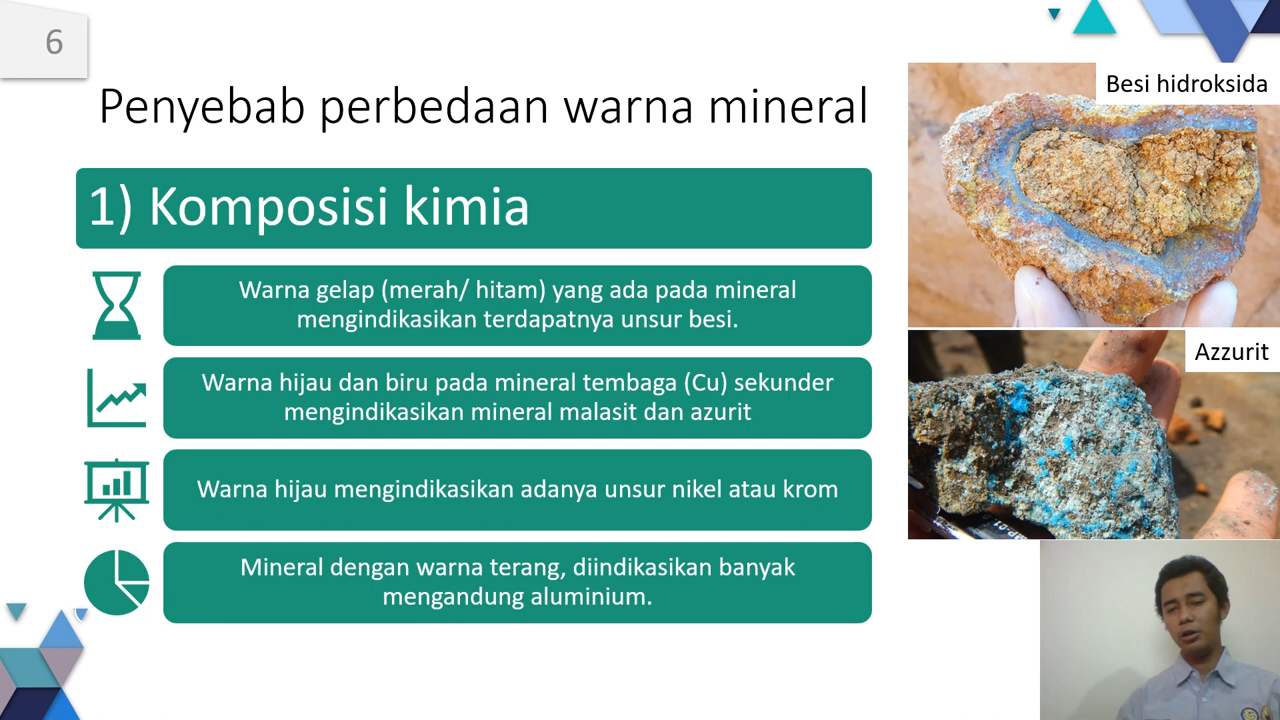 6
Penyebab perbedaan warna mineral
Besi hidroksida
1) Komposisi kimia
Warna gelap (merah/ hitam) yang ada pada mineral
mengindikasikan terdapatnya unsur besi.
Azzurit
Warna hijau dan biru pada mineral tembaga (Cu) sekunder
mengindikasikan mineral malasit dan azurit
Warna hijau mengindikasikan adanya unsur nikel atau krom
Mineral dengan warna terang, diindikasikan banyak
mengandung aluminium.